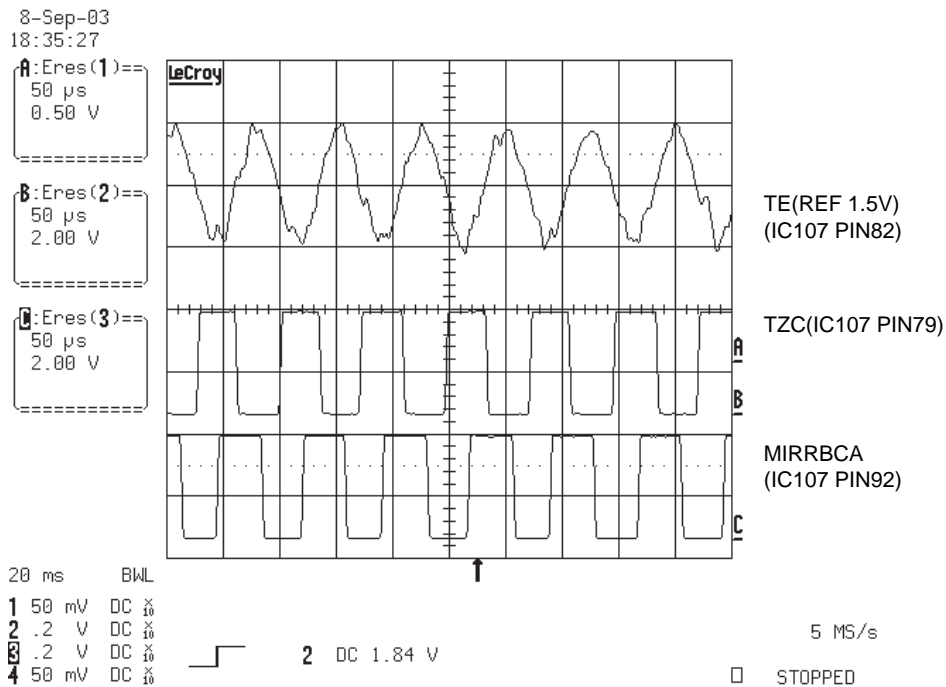 8-Sep-03
18:35:27
A:Eres(1)
50 µs
0.50 V
B:Eres(2)
50 µs
2.00 V
C:Eres(3)
50 µs
2.00 V
LeCroy
TE(REF 1.5V)
(IC107 PIN82)
TZC(IC107 PIN79)
A
B
MIRRBCA
(IC107 PIN92)
C
20 ms BWL
1 50 mV DC X10
2 .2 V DC X10
3 .2 V DC X10
4 50 mV DC X10
2 DC 1.84 V
5 MS/s
STOPPED